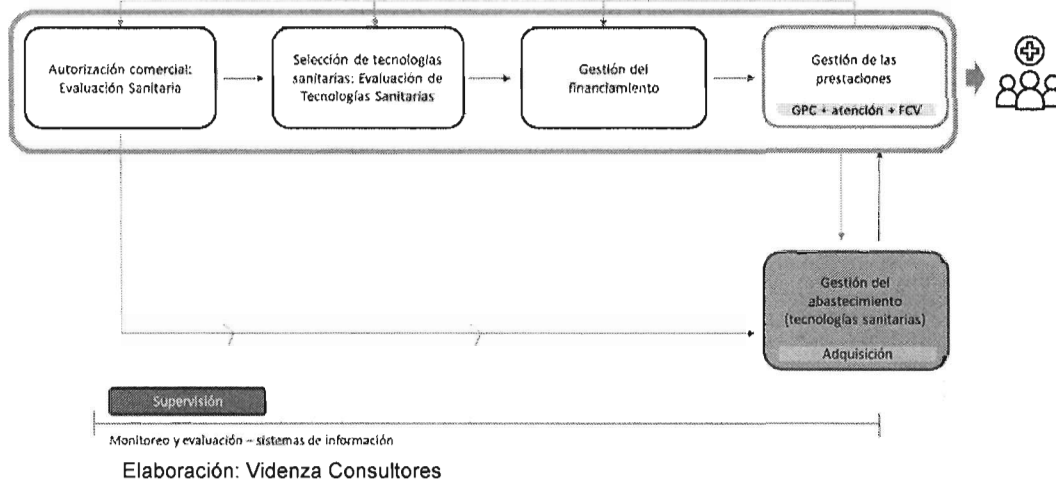 Autorización comercial:
Evaluación Sanitaria
Selección de tecnologías
sanitarias: Evaluación de
Tecnologías Sanitarias
Gestión del
financiamiento
Gestión de las
prestaciones
GPC + atención + FCV
Gestión del
abastecimiento
(tecnologías sanitarias)
Adquisición
Supervisión
Monitoreo y evaluación – sistemas de información
Elaboración: Videnza Consultores